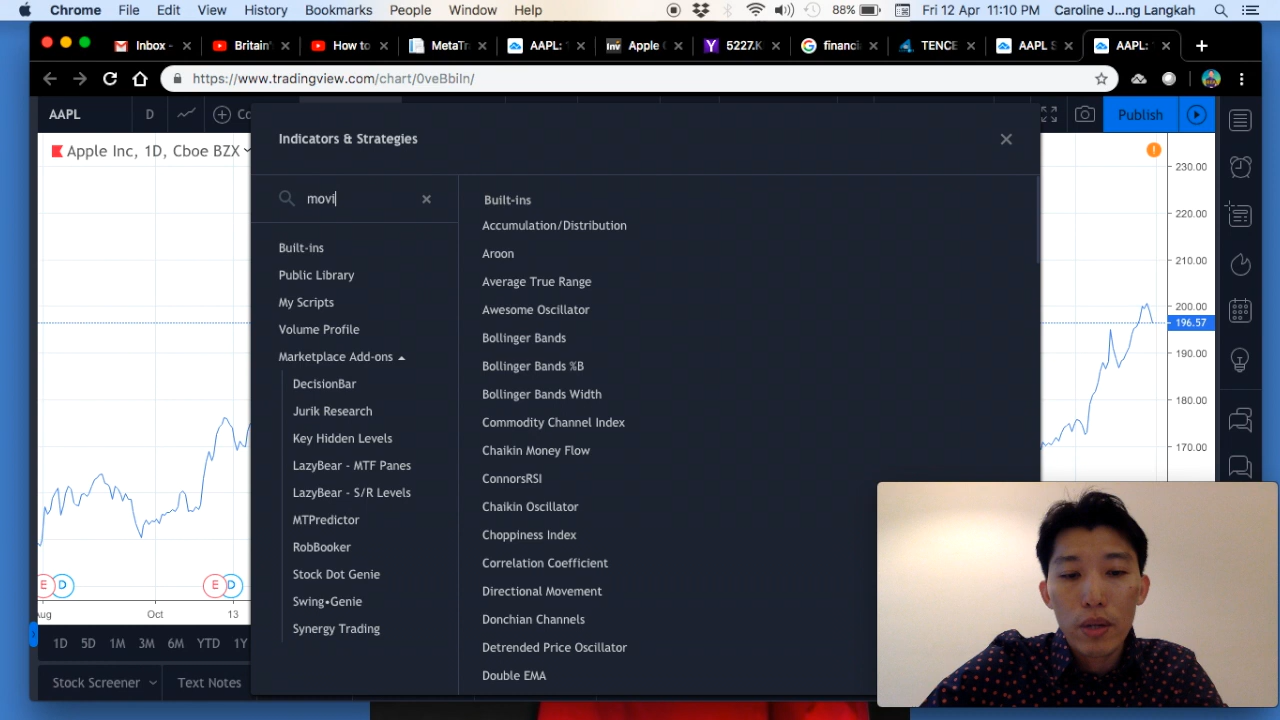 Chrome File Edit View History Bookmarks People Window Help 88% Fri 12 Apr 11:10 PM Caroline J...ng Langkah
Inbox - YouTube Britain' How to MetaTr AAPL: Apple 5227.K financi TENCE AAPL S AAPL:
https://www.tradingview.com/chart/0veBbiln/
AAPL D Co Publish
Indicators & Strategies
Apple Inc, 1D, Cboe BZX
movi
Built-ins
Public Library
My Scripts
Volume Profile
Marketplace Add-ons
DecisionBar
Jurik Research
Key Hidden Levels
LazyBear - MTF Panes
LazyBear - S/R Levels
MTPredictor
RobBooker
Stock Dot Genie
Swing•Genie
Synergy Trading
Built-ins
Accumulation/Distribution
Aroon
Average True Range
Awesome Oscillator
Bollinger Bands
Bollinger Bands %B
Bollinger Bands Width
Commodity Channel Index
Chaikin Money Flow
ConnorsRSI
Chaikin Oscillator
Choppiness Index
Correlation Coefficient
Directional Movement
Donchian Channels
Detrended Price Oscillator
Double EMA
230.00
220.00
210.00
200.00
196.57
190.00
180.00
170.00
E D E D
Aug Oct 13
1D 5D 1M 3M 6M YTD 1Y
Stock Screener Text Notes